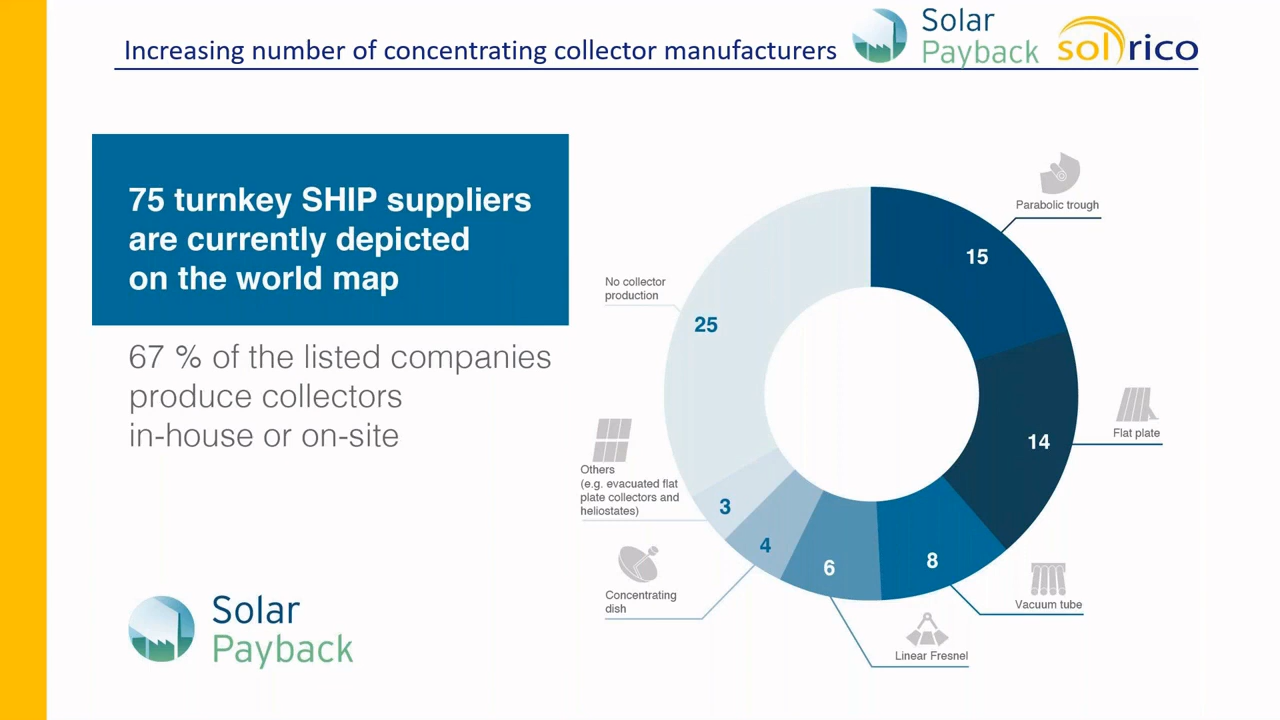 Increasing number of concentrating collector manufacturers
Solar
Payback
solrico
75 turnkey SHIP suppliers
are currently depicted
on the world map
67 % of the listed companies
produce collectors
in-house or on-site
Parabolic trough
15
No collector
production
25
Flat plate
14
Others
(e.g. evacuated flat
plate collectors and
heliostates)
3
4
6
8
Concentrating
dish
Vacuum tube
Linear Fresnel
Solar
Payback